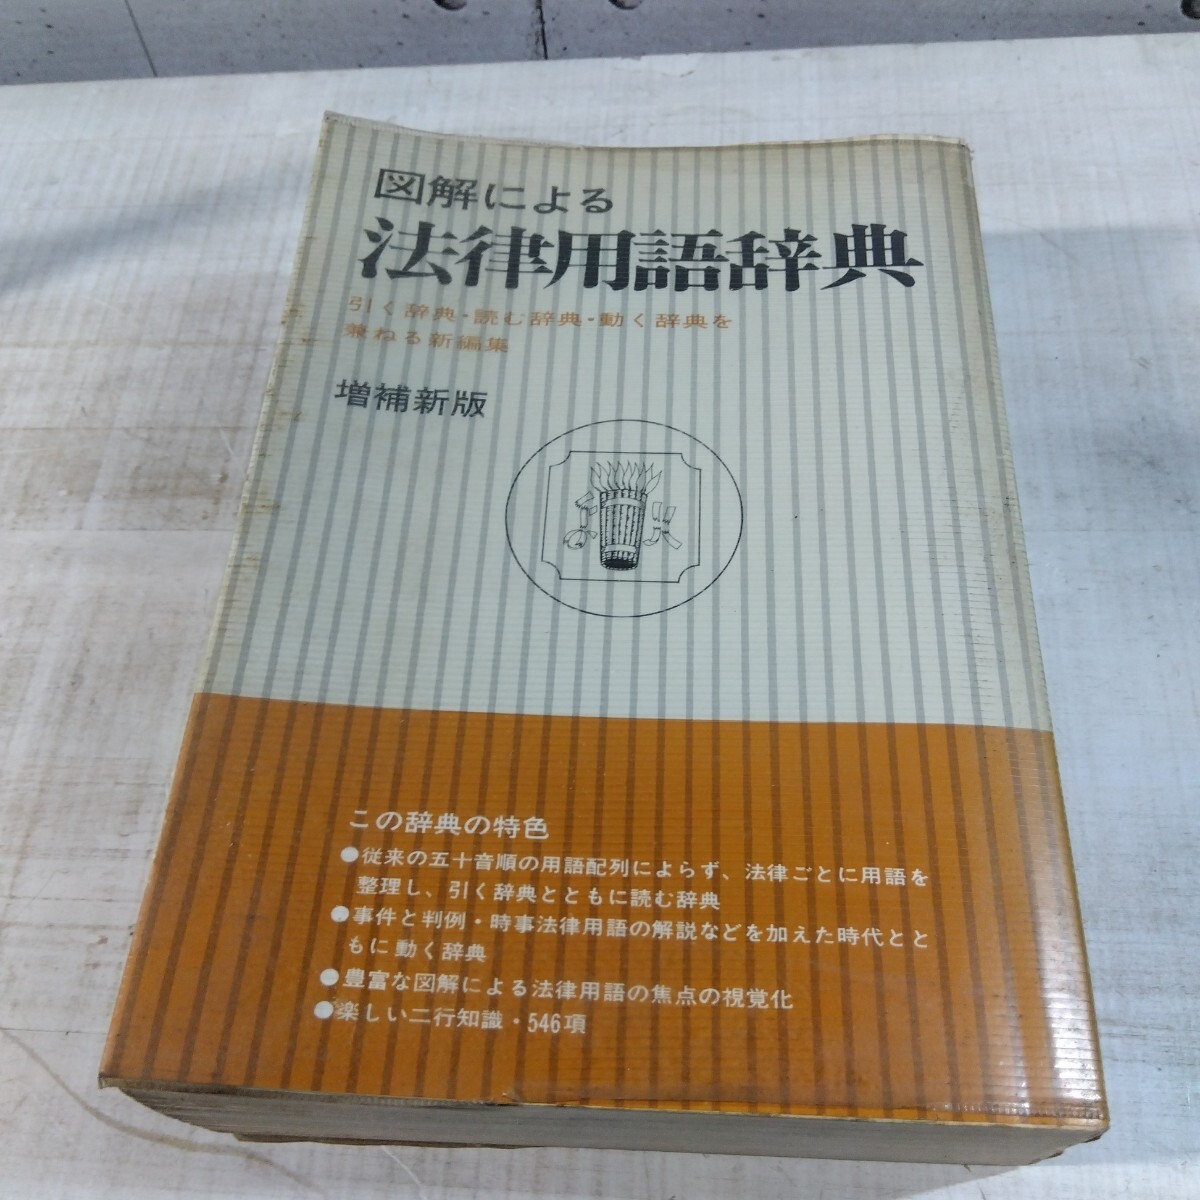 図解による
法律用語辞典
引く辞典・読む辞典・動く辞典を
兼ねる新編集
増補新版
この辞典の特色
●従来の五十音順の用語配列によらず、法律ごとに用語を
整理し、引く辞典とともに読む辞典
●事件と判例・時事法律用語の解説などを加えた時代とと
もに動く辞典
●豊富な図解による法律用語の焦点の視覚化
●楽しい二行知識・546項